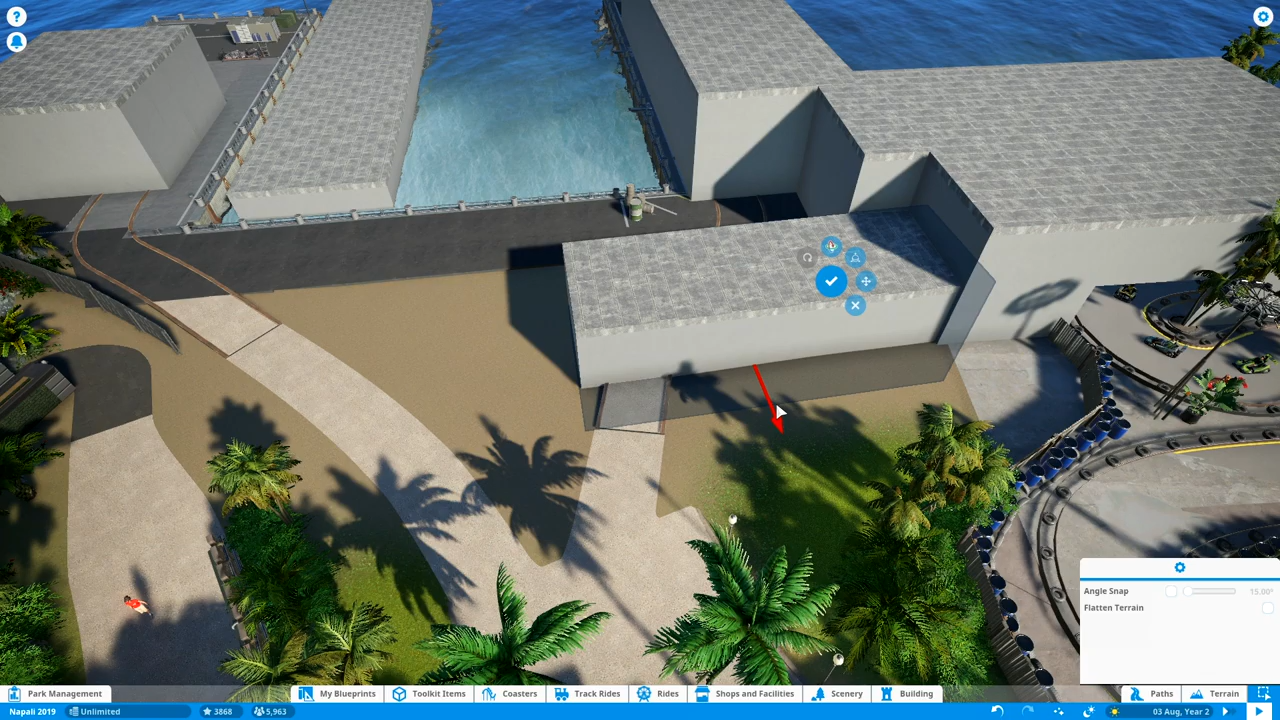 ?
Angle Snap 15.00°
Flatten Terrain
Park Management My Blueprints Toolkit Items Coasters Track Rides Rides Shops and Facilities Scenery Building Paths Terrain
Napali 2019 Unlimited 3868 5,963 03 Aug, Year 2